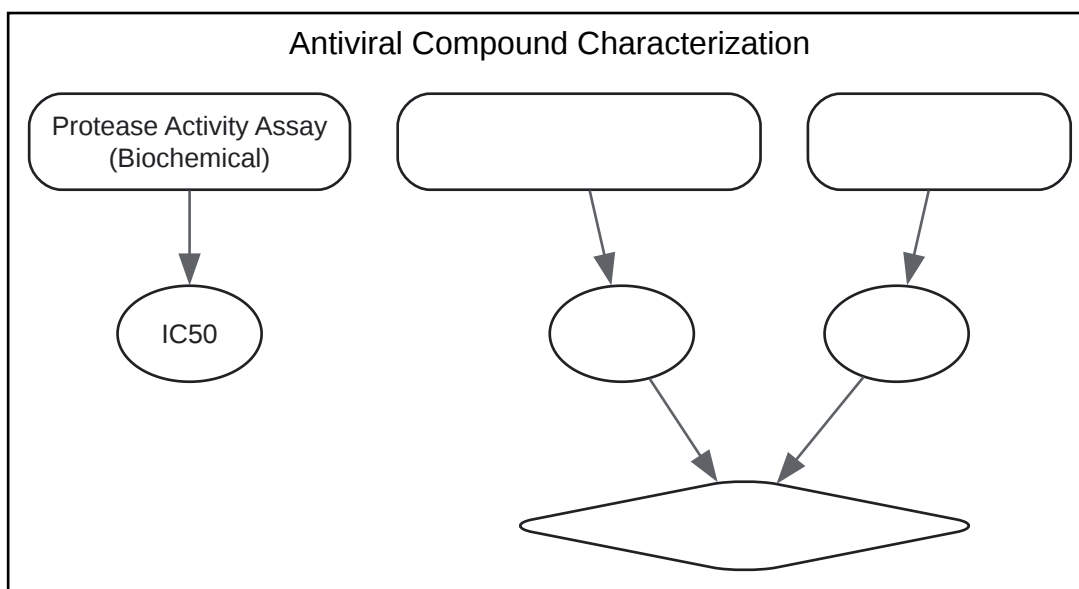 Antiviral Compound Characterization
Protease Activity Assay
(Biochemical)
IC50